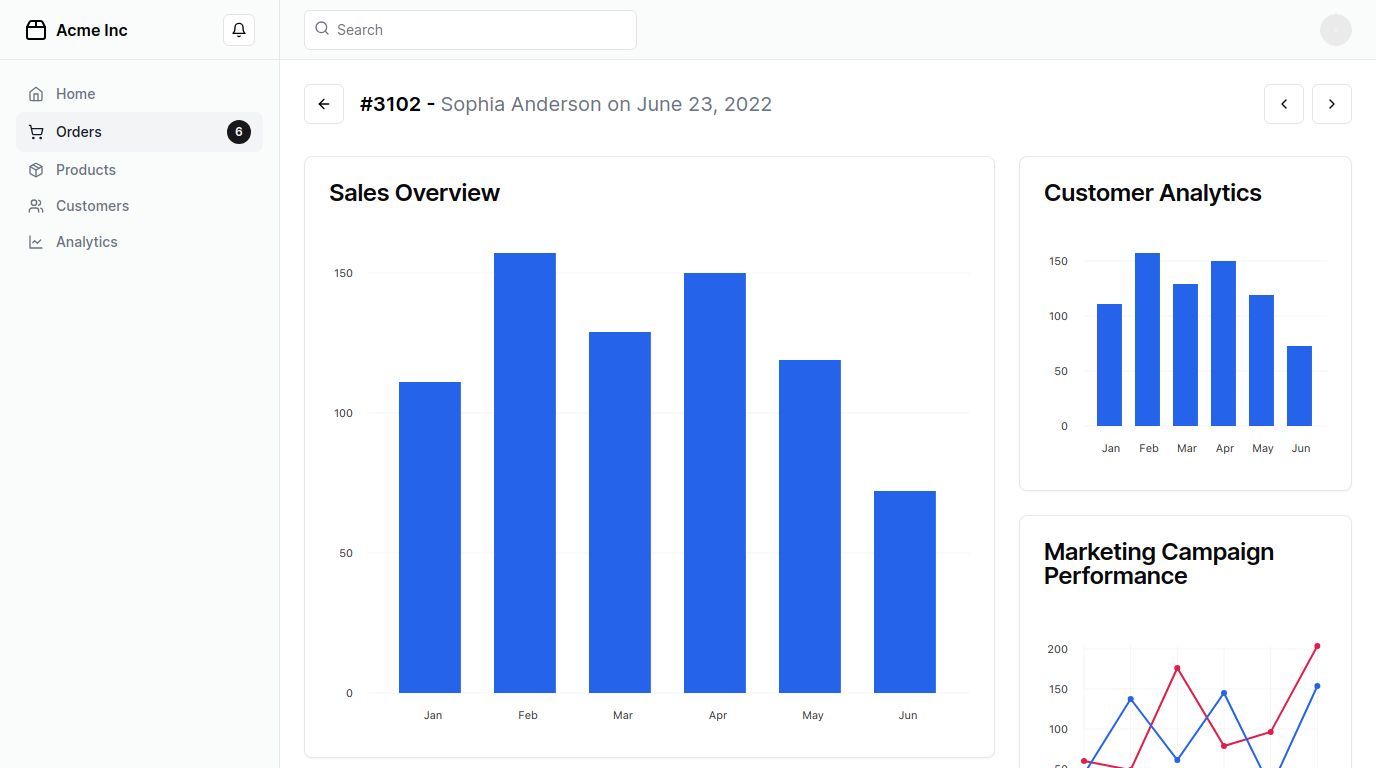 Acme Inc
Search
Home
Orders 6
Products
Customers
Analytics
#3102 - Sophia Anderson on June 23, 2022
Sales Overview
150
100
50
0
Jan Feb Mar Apr May Jun
Customer Analytics
150
100
50
0
Jan Feb Mar Apr May Jun
Marketing Campaign
Performance
200
150
100
50